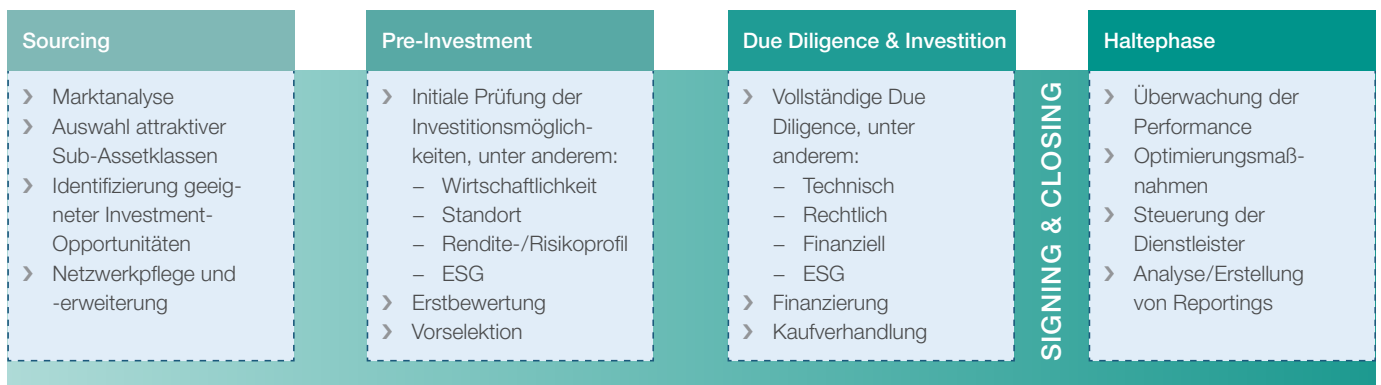 Sourcing
› Marktanalyse
› Auswahl attraktiver
Sub-Assetklassen
› Identifizierung geeig-
neter Investment-
Opportunitäten
› Netzwerkpflege und
-erweiterung
Pre-Investment
› Initiale Prüfung der
Investitionsmöglich-
keiten, unter anderem:
– Wirtschaftlichkeit
– Standort
– Rendite-/Risikoprofil
– ESG
› Erstbewertung
› Vorselektion
Due Diligence & Investition
› Vollständige Due
Diligence, unter
anderem:
– Technisch
– Rechtlich
– Finanziell
– ESG
› Finanzierung
› Kaufverhandlung
SIGNING & CLOSING
Haltephase
› Überwachung der
Performance
› Optimierungsmaß-
nahmen
› Steuerung der
Dienstleister
› Analyse/Erstellung
von Reportings